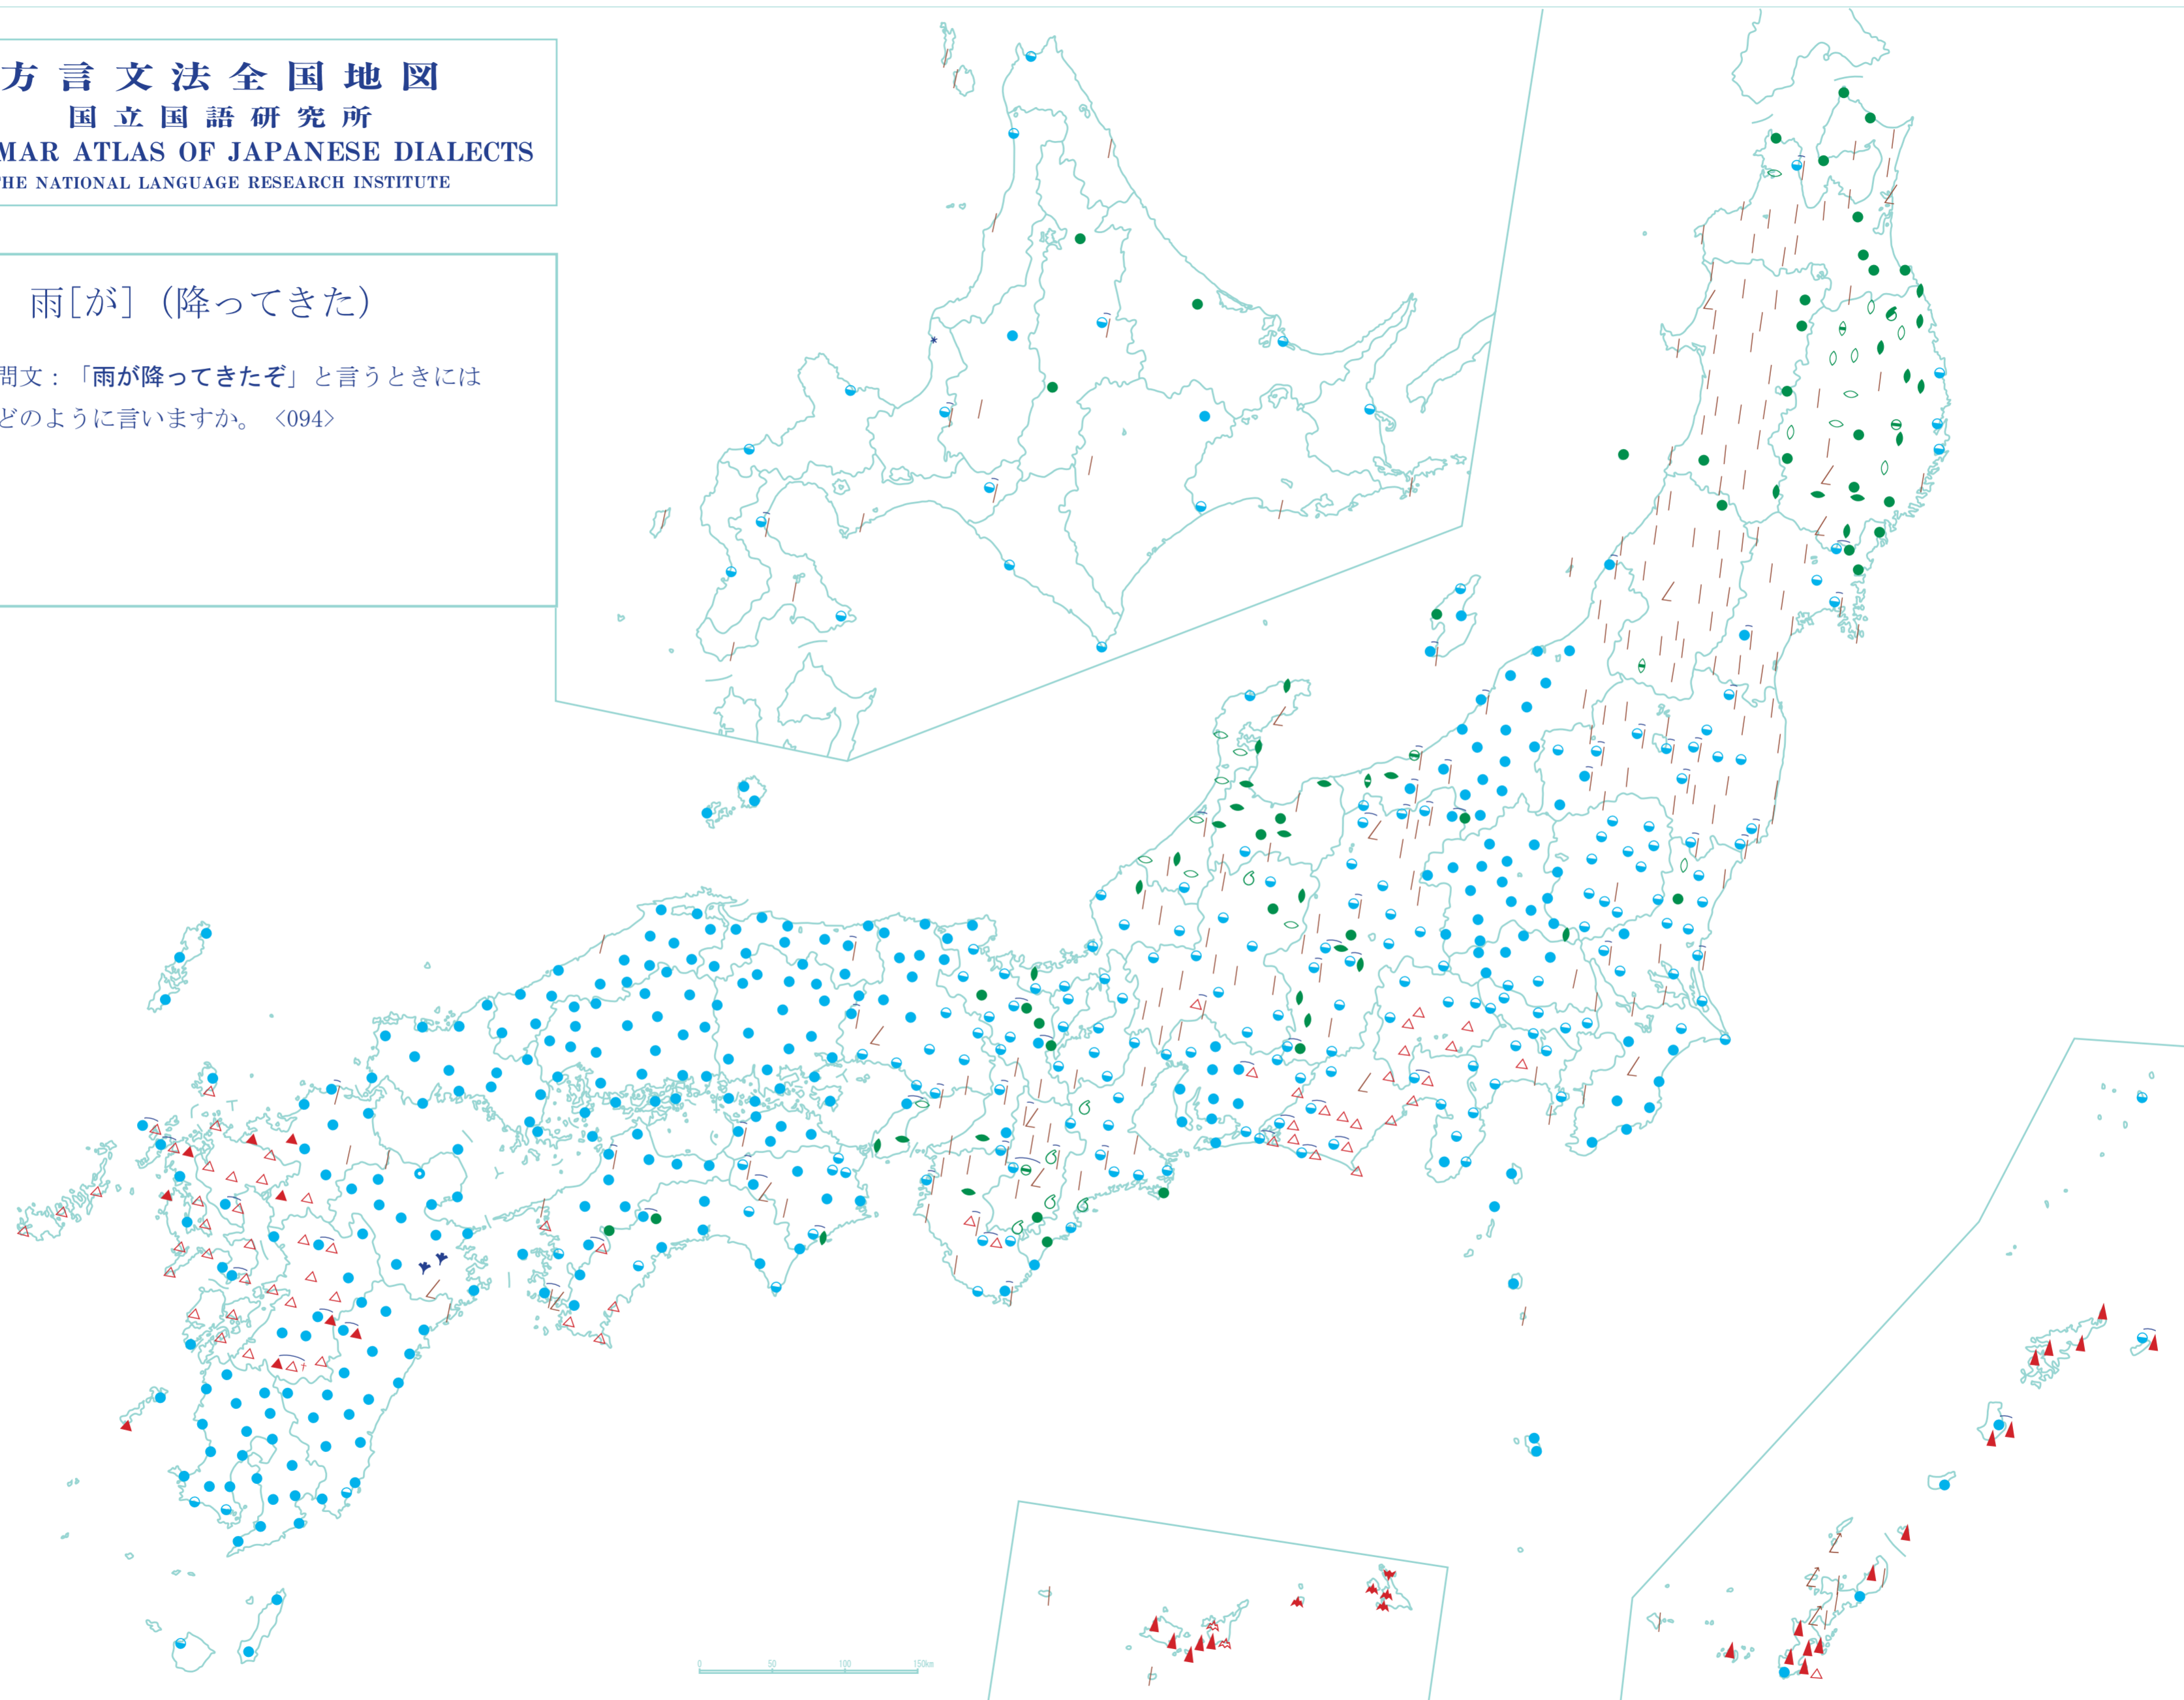 方言文法全国地図
国立国語研究所
MAR ATLAS OF JAPANESE DIALECTS
HE NATIONAL LANGUAGE RESEARCH INSTITUTE
雨[が] (降ってきた)
問文:「雨が降ってきたぞ」と言うときには
どのように言いますか。 〈094〉
0 50 100 150km